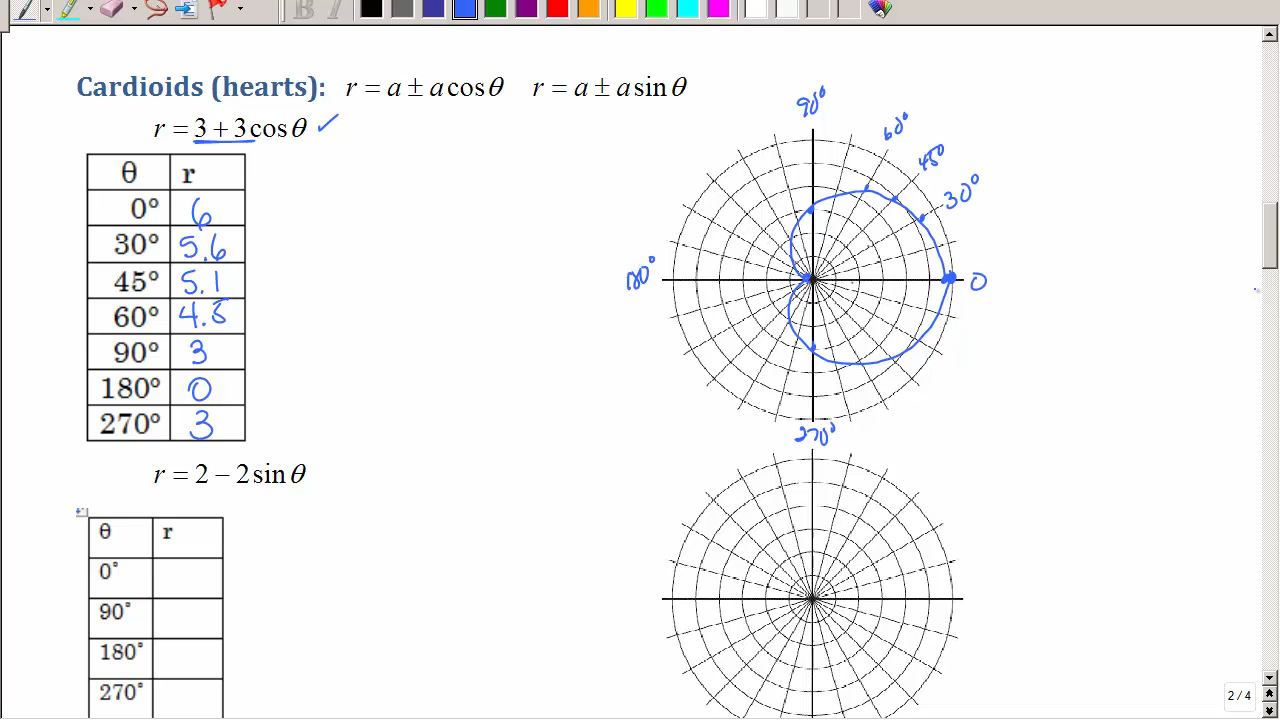 Cardioids (hearts): r = a ± a cos θ r = a ± a sin θ
r = 3 + 3cos θ ✓
θ r
0° 6
30° 5.6
45° 5.1
60° 4.5
90° 3
180° 0
270° 3
90°
60°
45°
30°
180° 0
270°
r = 2 − 2 sin θ
θ r
0°
90°
180°
270°
B I
2 / 4